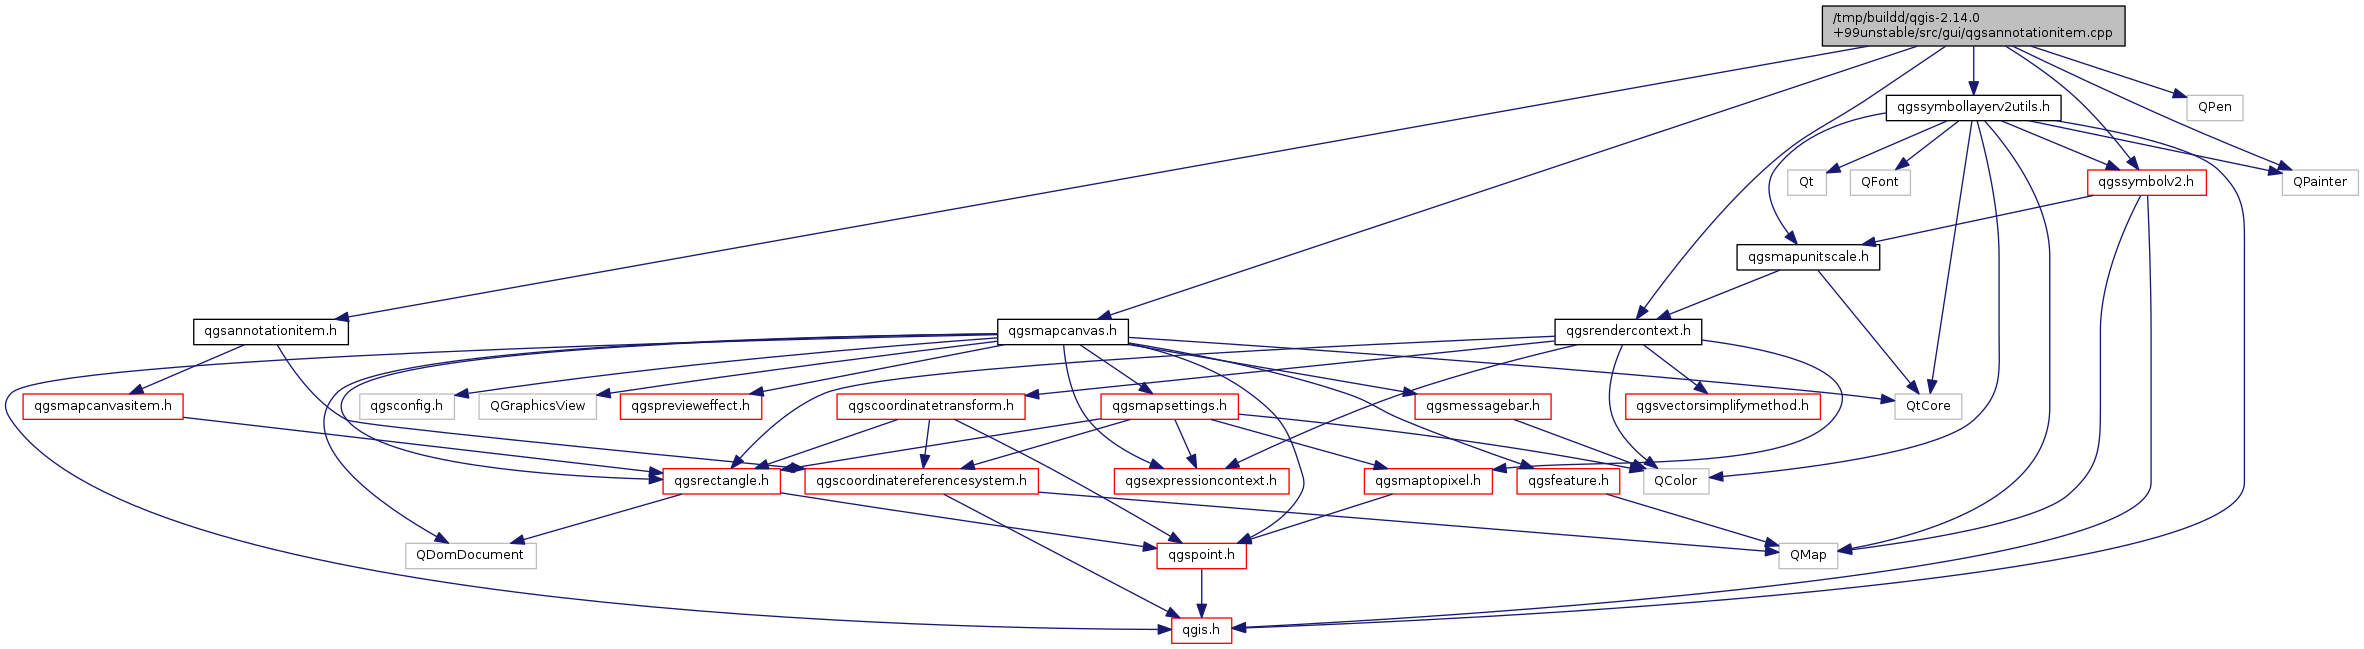 /tmp/buildd/qgis-2.14.0
+99unstable/src/gui/qgsannotationitem.cpp
qgssymbollayerv2utils.h
QPen
Qt
QFont
qgssymbolv2.h
QPainter
qgsmapunitscale.h
qgsannotationitem.h
qgsmapcanvas.h
qgsrendercontext.h
qgsmapcanvasitem.h
qgsconfig.h
QGraphicsView
qgspreviewеffect.h
qgscoordinatetransform.h
qgsmapsettings.h
qgsmessagebar.h
qgsvectorsimplifymethod.h
QtCore
qgsrectangle.h
qgscoordinatereferencesystem.h
qgsexpressioncontext.h
qgsmaptopixel.h
qgsfeature.h
QColor
QDomDocument
qgspoint.h
QMap
qgis.h